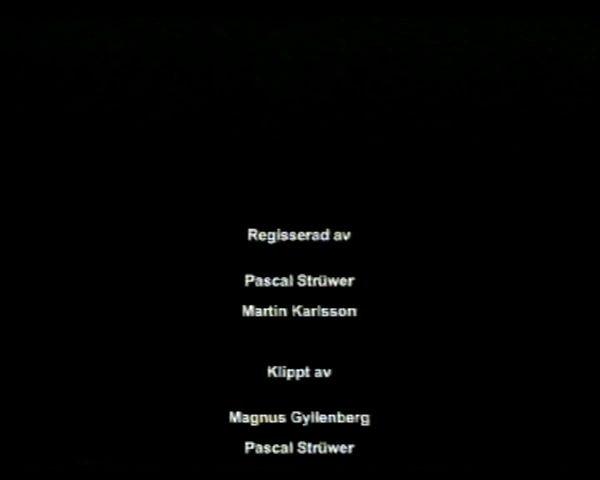 Regisserad av
Pascal Strüwer
Martin Karlsson
Klippt av
Magnus Gyllenberg
Pascal Strüwer